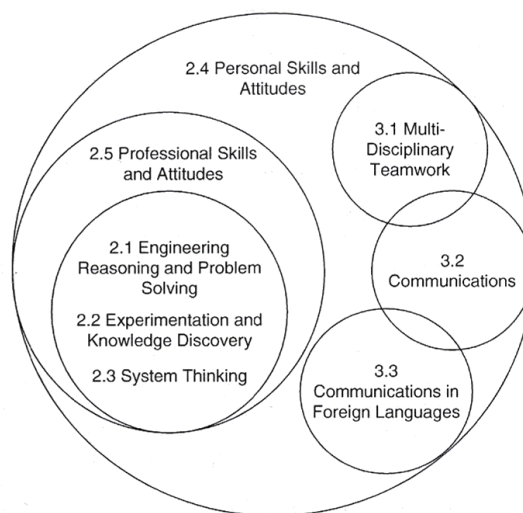 2.4 Personal Skills and
Attitudes
3.1 Multi-
Disciplinary
Teamwork
2.5 Professional Skills
and Attitudes
2.1 Engineering
Reasoning and Problem
Solving
2.2 Experimentation and
Knowledge Discovery
2.3 System Thinking
3.2
Communications
3.3
Communications in
Foreign Languages